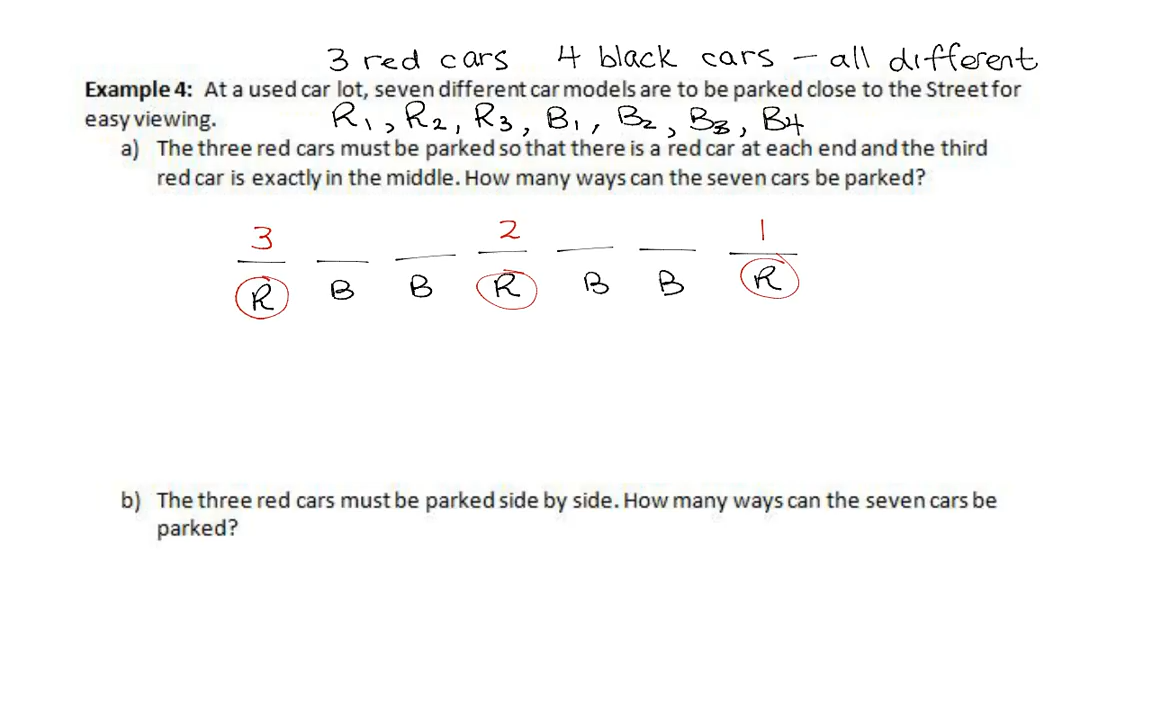 3 red cars 4 black cars - all different
Example 4: At a used car lot, seven different car models are to be parked close to the Street for
easy viewing. R1, R2, R3, B1, B2, B3, B4
a) The three red cars must be parked so that there is a red car at each end and the third
red car is exactly in the middle. How many ways can the seven cars be parked?
3 2 1
R B B R B B R
b) The three red cars must be parked side by side. How many ways can the seven cars be
parked?